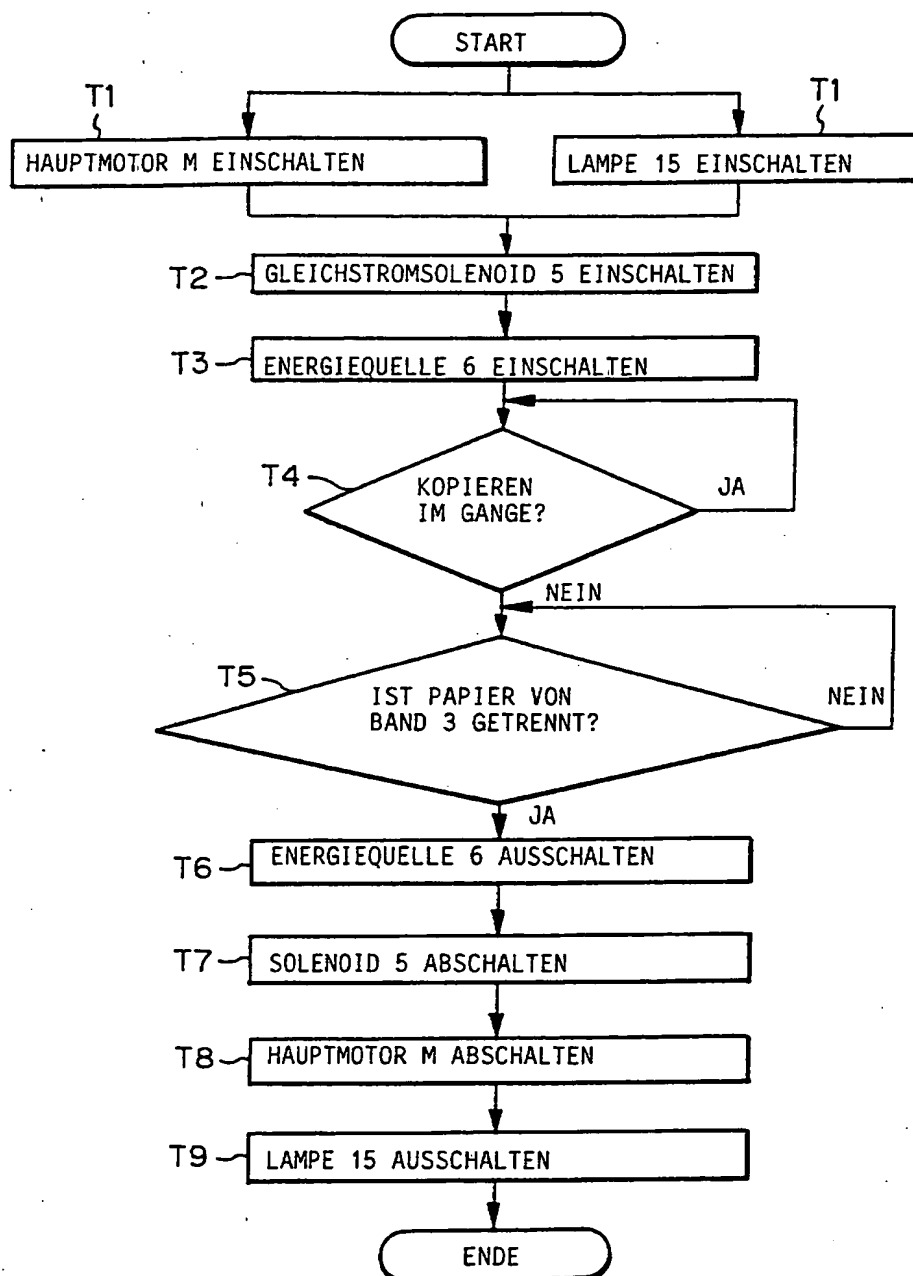 START
T1
T1
HAUPTMOTOR M EINSCHALTEN
LAMPE 15 EINSCHALTEN
T2
GLEICHSTROMSOLENOID 5 EINSCHALTEN
T3
ENERGIEQUELLE 6 EINSCHALTEN
T4
KOPIEREN
IM GANGE?
JA
NEIN
T5
IST PAPIER VON
BAND 3 GETRENNT?
NEIN
JA
T6
ENERGIEQUELLE 6 AUSSCHALTEN
T7
SOLENOID 5 ABSCHALTEN
T8
HAUPTMOTOR M ABSCHALTEN
T9
LAMPE 15 AUSSCHALTEN
ENDE